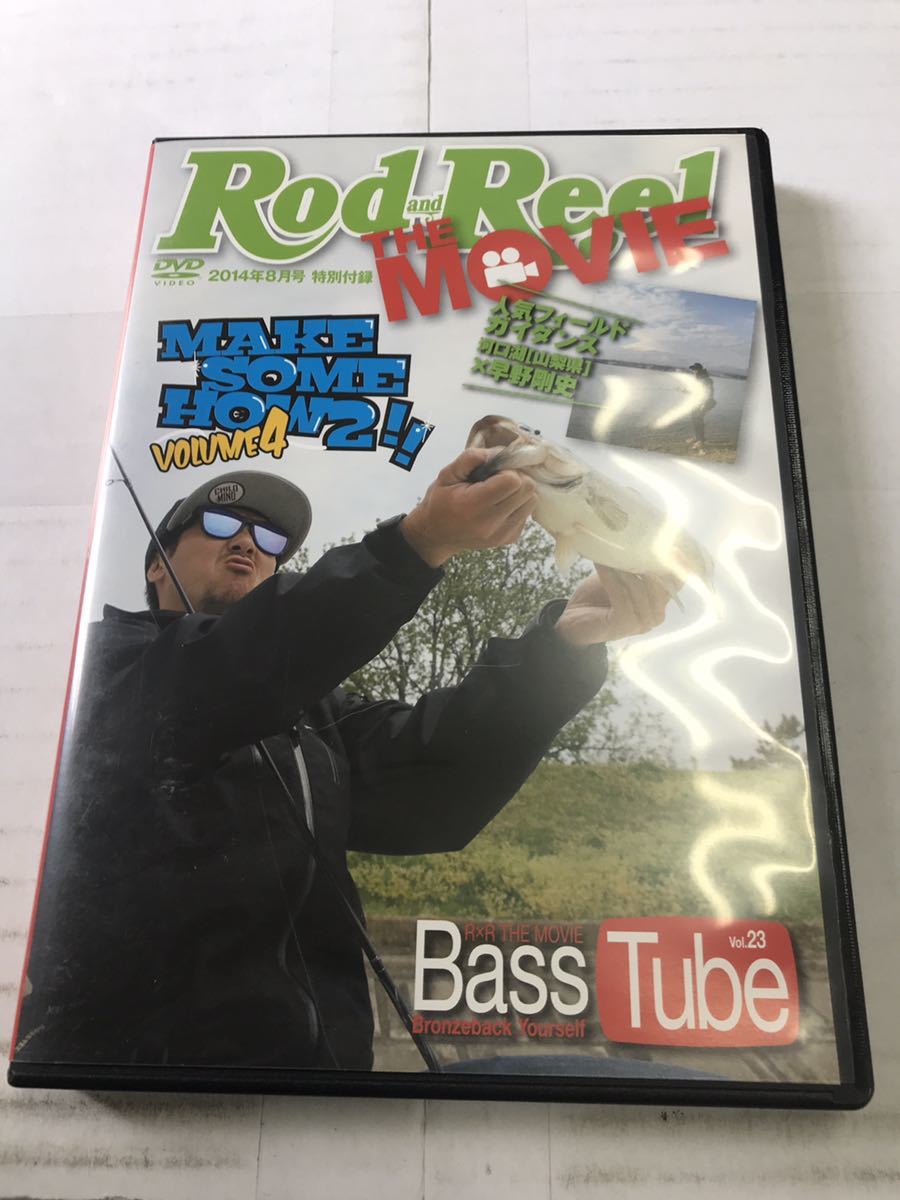 Rod and Reel
THE
MOVIE
DVD
VIDEO
2014年8月号 特別付録
人気フィールド
ガイダンス
河口湖[山梨県]
×早野剛史
MAKE
SOME
HOW2!!
VOLUME4
CHILD
MIND
R×R THE MOVIE
Bass Tube
Vol.23
Bronzeback Yourself